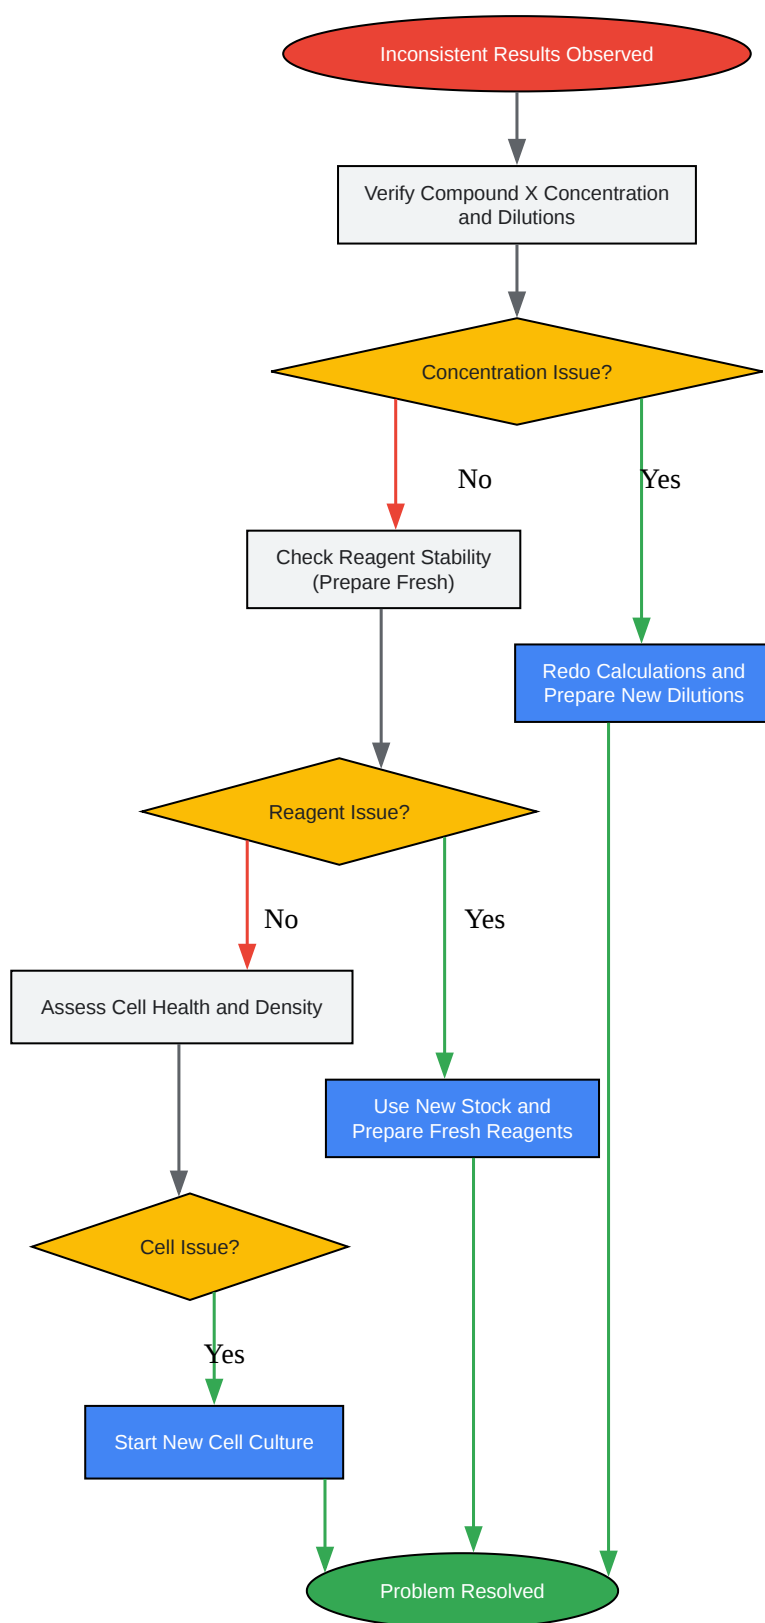 Inconsistent Results Observed
Verify Compound X Concentration
and Dilutions
Concentration Issue?
No
Yes
Check Reagent Stability
(Prepare Fresh)
Redo Calculations and
Prepare New Dilutions
Reagent Issue?
No
Yes
Assess Cell Health and Density
Use New Stock and
Prepare Fresh Reagents
Cell Issue?
Yes
Start New Cell Culture
Problem Resolved